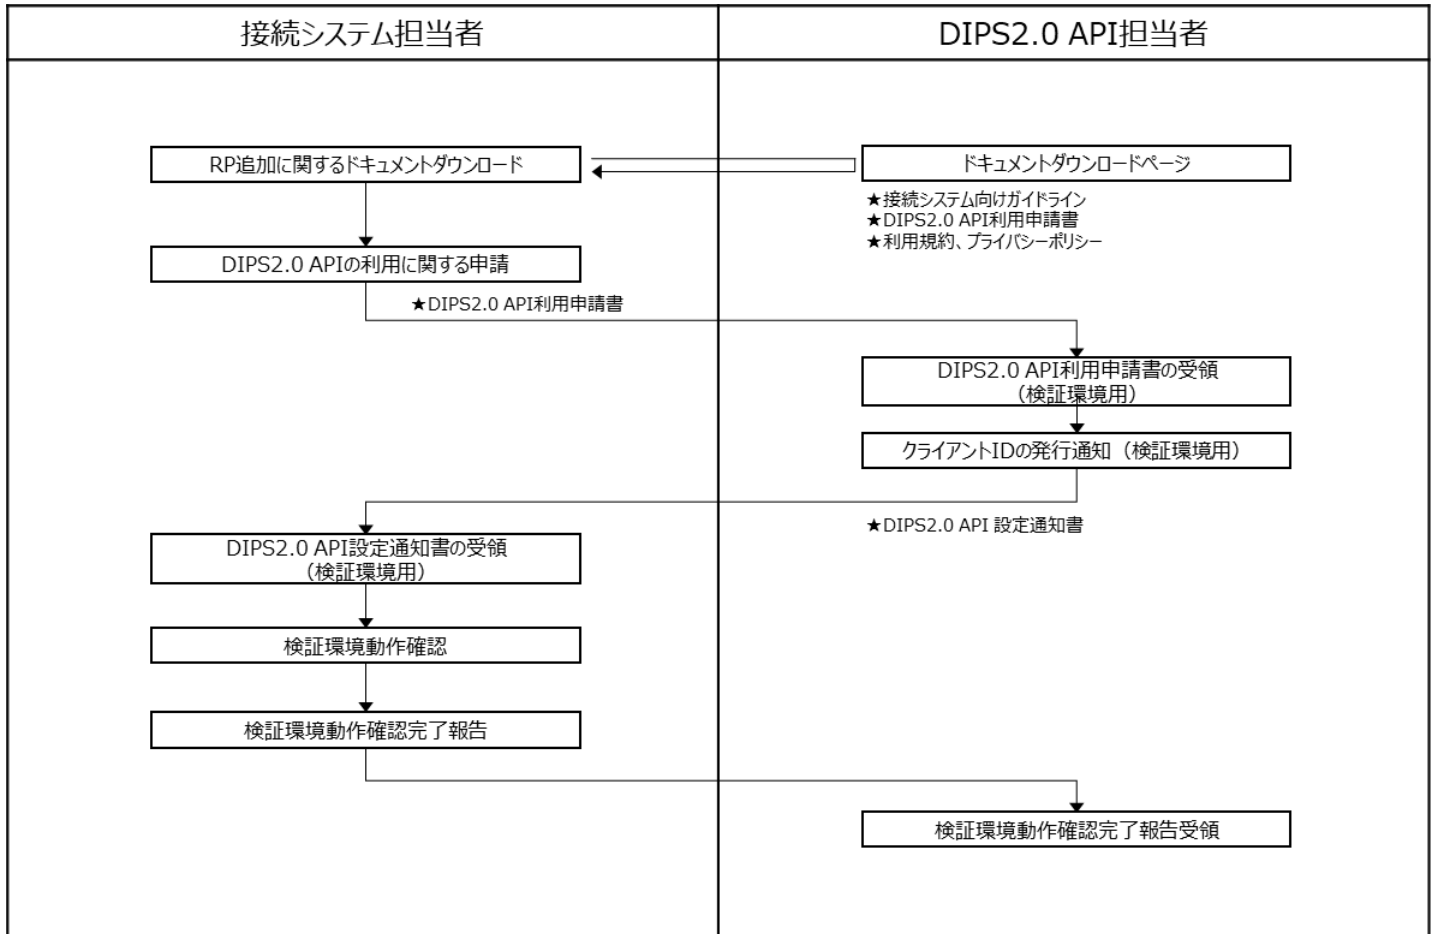 接続システム担当者
DIPS2.0 API担当者
RP追加に関するドキュメントダウンロード
ドキュメントダウンロードページ
★接続システム向けガイドライン
★DIPS2.0 API利用申請書
★利用規約、プライバシーポリシー
DIPS2.0 APIの利用に関する申請
★DIPS2.0 API利用申請書
DIPS2.0 API利用申請書の受領
（検証環境用）
クライアントIDの発行通知（検証環境用）
★DIPS2.0 API 設定通知書
DIPS2.0 API設定通知書の受領
（検証環境用）
検証環境動作確認
検証環境動作確認完了報告
検証環境動作確認完了報告受領